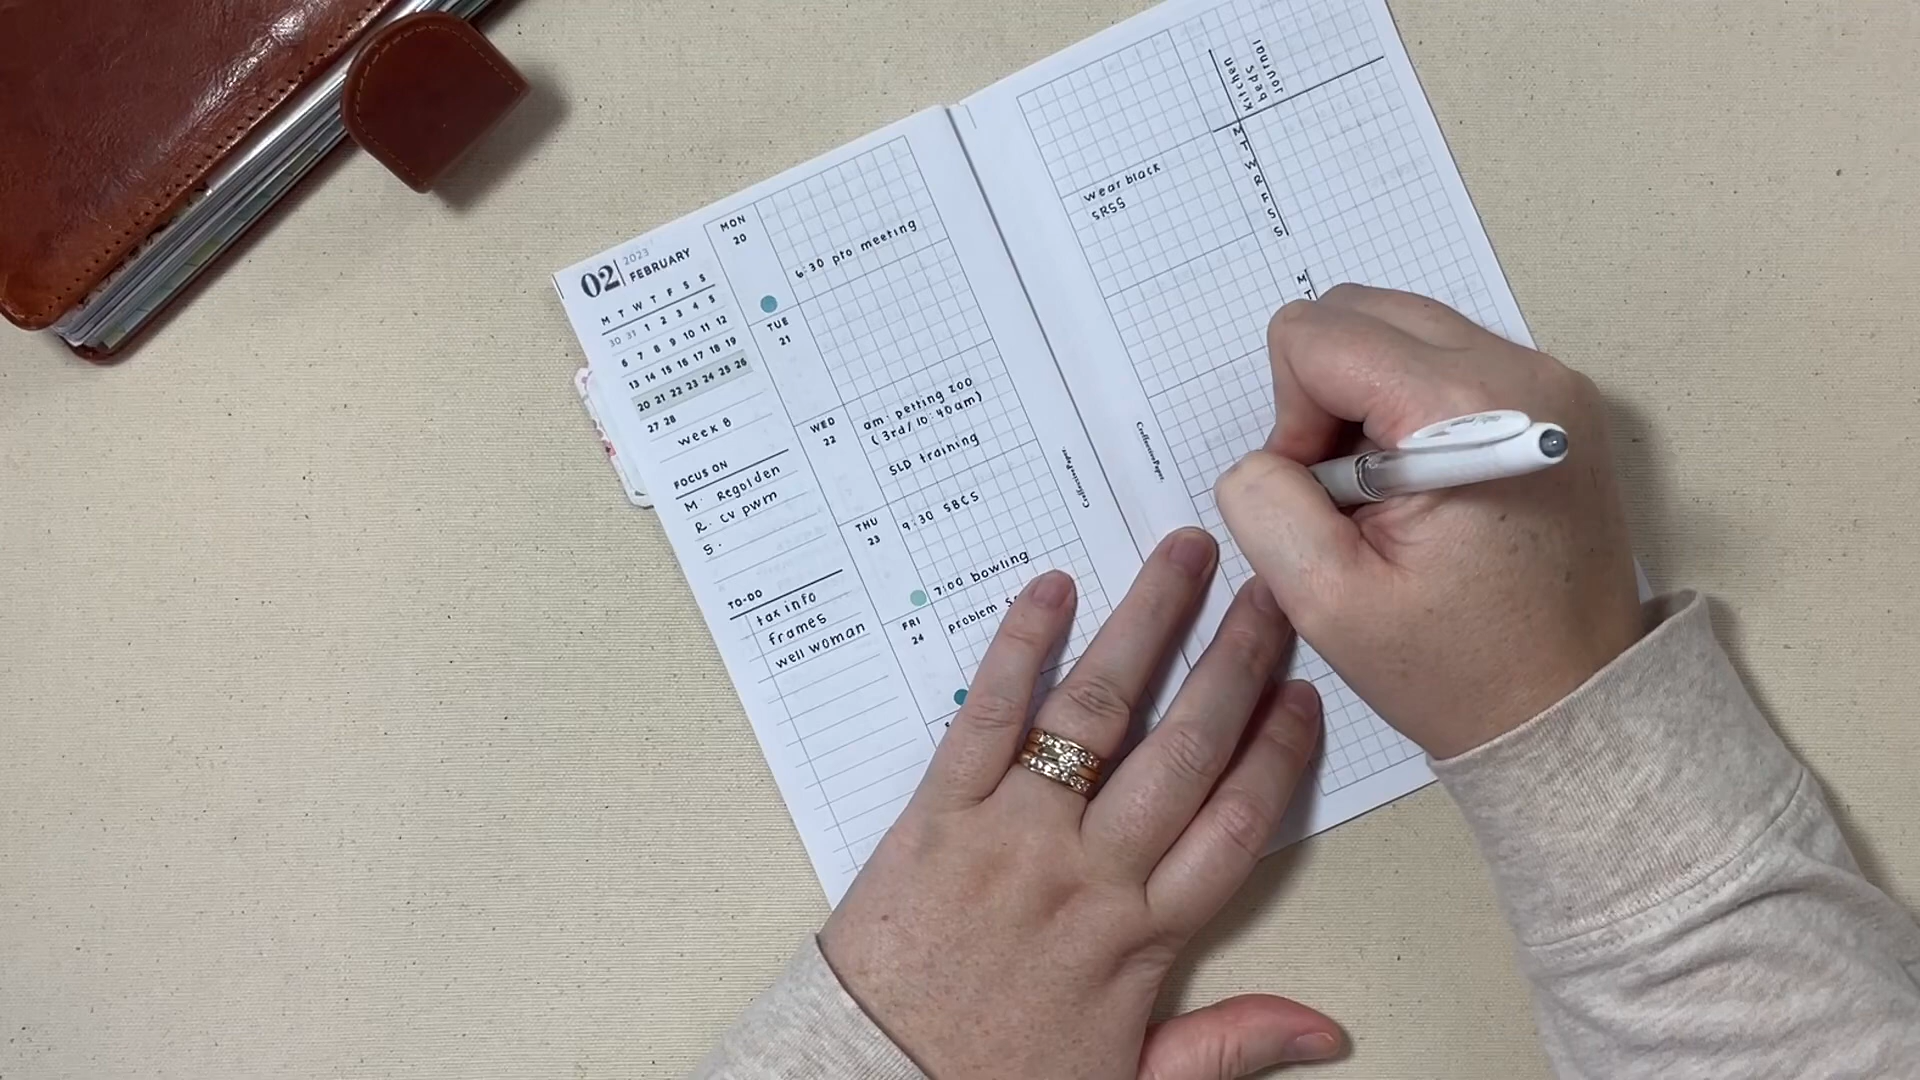 02 2023
FEBRUARY
M T W T F S S
30 31 1 2 3 4 5
6 7 8 9 10 11 12
13 14 15 16 17 18 19
20 21 22 23 24 25 26
27 28
week 8
FOCUS ON
M. Regolden
R. cv pwm
S.
TO-DO
tax info
frames
well woman
MON
20
6:30 pto meeting
TUE
21
WED
22
am: petting zoo
(3rd/10:40am)
SLD training
THU
23
9:30 SBCS
7:00 bowling
FRI
24
problem
wear black
SRSS
Kitchen
beds
Journal
M
T
W
R
F
S
S
M
T